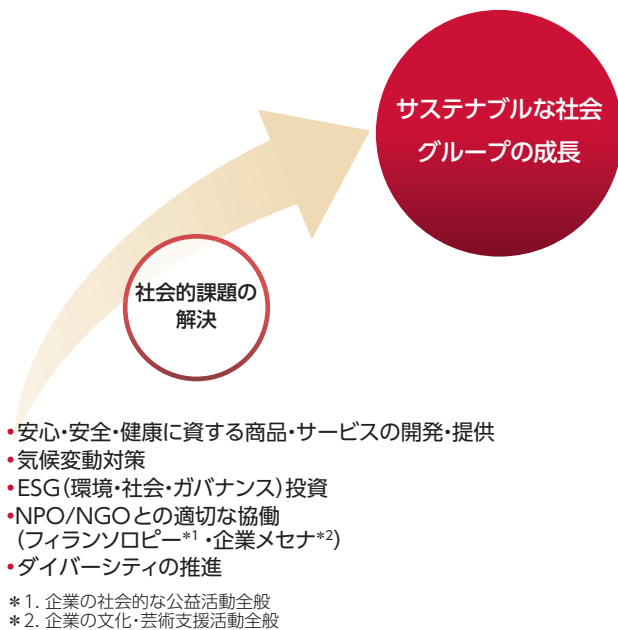 サステナブルな社会
グループの成長
社会的課題の
解決
•安心・安全・健康に資する商品・サービスの開発・提供
•気候変動対策
•ESG(環境・社会・ガバナンス)投資
•NPO/NGOとの適切な協働
(フィランソロピー*1・企業メセナ*2)
•ダイバーシティの推進
*1. 企業の社会的な公益活動全般
*2. 企業の文化・芸術支援活動全般